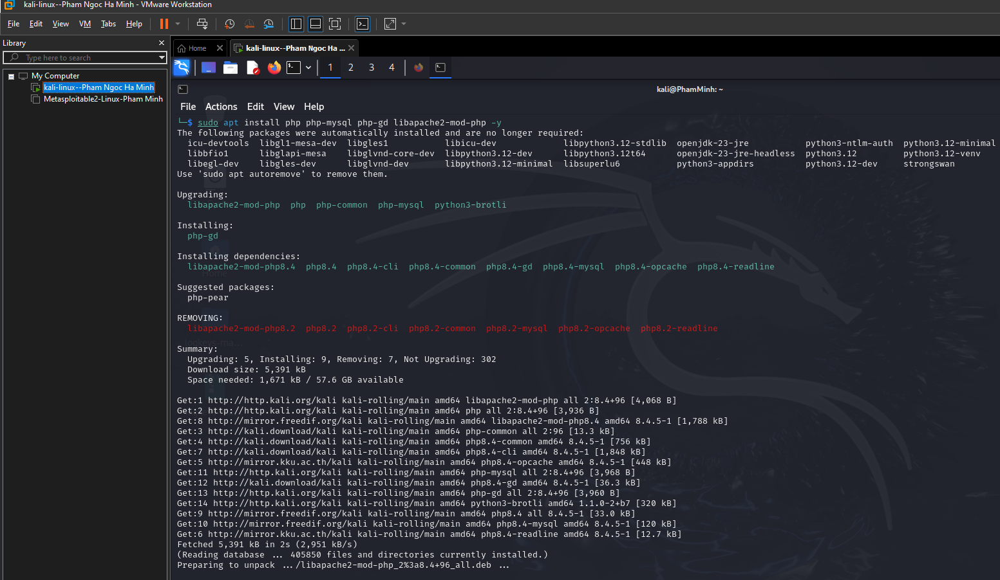 kali-linux--Pham Ngoc Ha Minh - VMware Workstation
File Edit View VM Tabs Help
Library
Type here to search
My Computer
kali-linux--Pham Ngoc Ha Minh
Metasploitable2-Linux-Pham Minh
Home kali-linux--Pham Ngoc Ha ...
1 2 3 4
kali@PhamMinh: ~
File Actions Edit View Help
└─$ sudo apt install php php-mysql php-gd libapache2-mod-php -y
The following packages were automatically installed and are no longer required:
icu-devtools libgl1-mesa-dev libgles1 libicu-dev libpython3.12-stdlib openjdk-23-jre python3-ntlm-auth python3.12-minimal
libbfio1 libglapi-mesa libglvnd-core-dev libpython3.12-dev libpython3.12t64 openjdk-23-jre-headless python3.12 python3.12-venv
libegl-dev libgles-dev libglvnd-dev libpython3.12-minimal libsuperlu6 python3-appdirs python3.12-dev strongswan
Use 'sudo apt autoremove' to remove them.
Upgrading:
libapache2-mod-php php php-common php-mysql python3-brotli
Installing:
php-gd
Installing dependencies:
libapache2-mod-php8.4 php8.4 php8.4-cli php8.4-common php8.4-gd php8.4-mysql php8.4-opcache php8.4-readline
Home
Suggested packages:
php-pear
REMOVING:
libapache2-mod-php8.2 php8.2 php8.2-cli php8.2-common php8.2-mysql php8.2-opcache php8.2-readline
Summary:
Upgrading: 5, Installing: 9, Removing: 7, Not Upgrading: 302
Download size: 5,391 kB
Space needed: 1,671 kB / 57.6 GB available
Get:1 http://http.kali.org/kali kali-rolling/main amd64 libapache2-mod-php all 2:8.4+96 [4,068 B]
Get:2 http://http.kali.org/kali kali-rolling/main amd64 php all 2:8.4+96 [3,936 B]
Get:8 http://mirror.freedif.org/kali kali-rolling/main amd64 libapache2-mod-php8.4 amd64 8.4.5-1 [1,788 kB]
Get:3 http://kali.download/kali kali-rolling/main amd64 php-common all 2:96 [13.3 kB]
Get:4 http://kali.download/kali kali-rolling/main amd64 php8.4-common amd64 8.4.5-1 [756 kB]
Get:7 http://kali.download/kali kali-rolling/main amd64 php8.4-cli amd64 8.4.5-1 [1,848 kB]
Get:5 http://mirror.kku.ac.th/kali kali-rolling/main amd64 php8.4-opcache amd64 8.4.5-1 [448 kB]
Get:11 http://http.kali.org/kali kali-rolling/main amd64 php-mysql all 2:8.4+96 [3,968 B]
Get:12 http://kali.download/kali kali-rolling/main amd64 php8.4-gd amd64 8.4.5-1 [36.3 kB]
Get:13 http://http.kali.org/kali kali-rolling/main amd64 php-gd all 2:8.4+96 [3,960 B]
Get:14 http://http.kali.org/kali kali-rolling/main amd64 python3-brotli amd64 1.1.0-2+b7 [320 kB]
Get:9 http://mirror.freedif.org/kali kali-rolling/main amd64 php8.4 all 8.4.5-1 [33.0 kB]
Get:10 http://mirror.freedif.org/kali kali-rolling/main amd64 php8.4-mysql amd64 8.4.5-1 [120 kB]
Get:6 http://mirror.kku.ac.th/kali kali-rolling/main amd64 php8.4-readline amd64 8.4.5-1 [12.7 kB]
Fetched 5,391 kB in 2s (2,951 kB/s)
(Reading database ... 405850 files and directories currently installed.)
Preparing to unpack .../libapache2-mod-php_2%3a8.4+96_all.deb ...